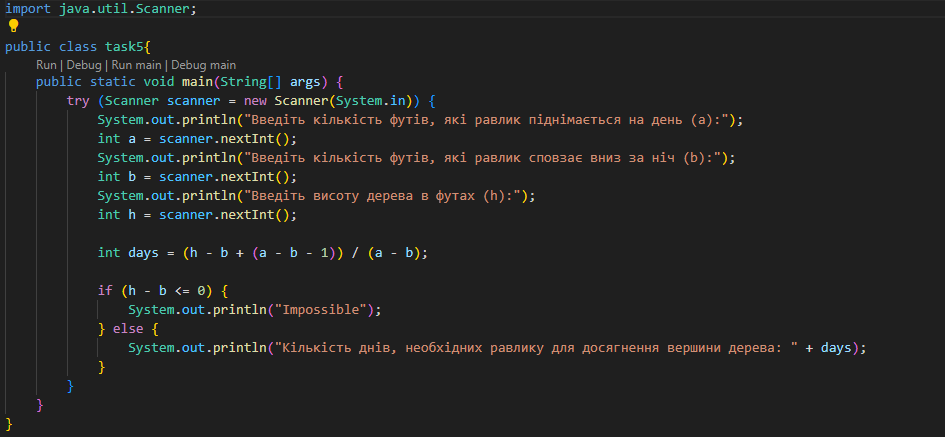 import java.util.Scanner;
public class task5{
Run | Debug | Run main | Debug main
public static void main(String[] args) {
try (Scanner scanner = new Scanner(System.in)) {
System.out.println("Введіть кількість футів, які равлик піднімається на день (a):");
int a = scanner.nextInt();
System.out.println("Введіть кількість футів, які равлик сповзає вниз за ніч (b):");
int b = scanner.nextInt();
System.out.println("Введіть висоту дерева в футах (h):");
int h = scanner.nextInt();
int days = (h - b + (a - b - 1)) / (a - b);
if (h - b <= 0) {
System.out.println("Impossible");
} else {
System.out.println("Кількість днів, необхідних равлику для досягнення вершини дерева: " + days);
}
}
}
}